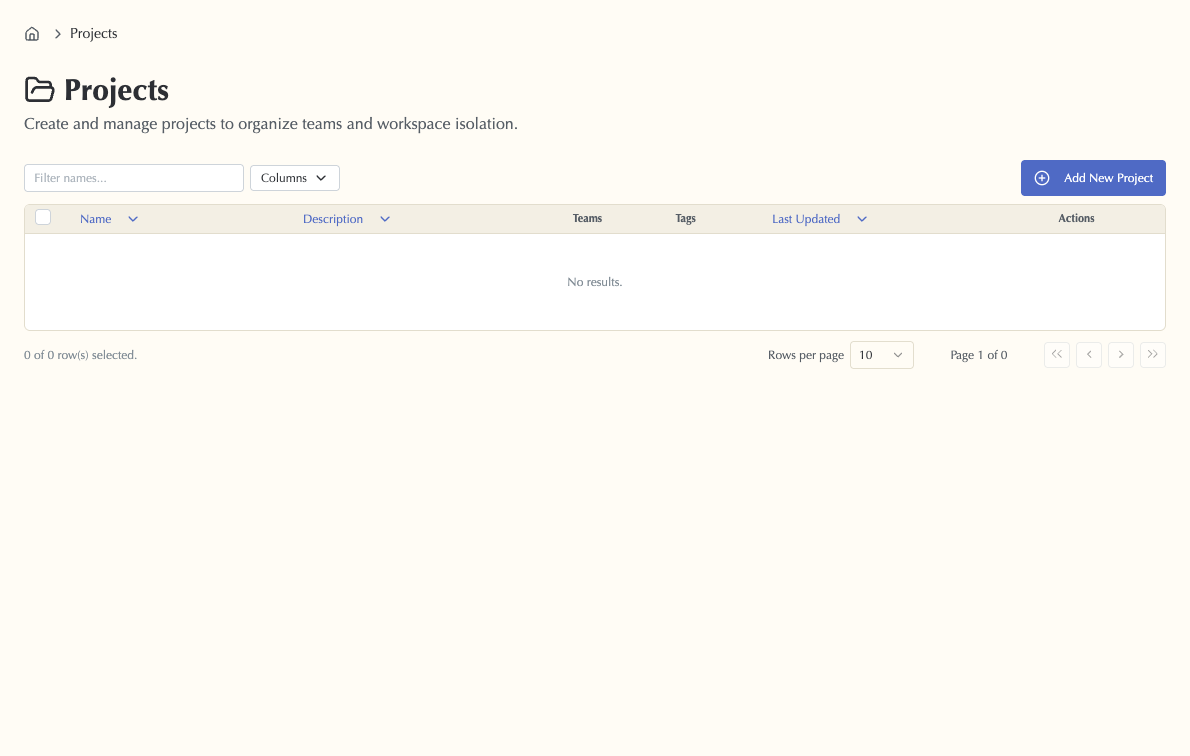 Projects
Projects
Create and manage projects to organize teams and workspace isolation.
Filter names...
Columns
Add New Project
Name Description Teams Tags Last Updated Actions
No results.
0 of 0 row(s) selected.
Rows per page 10 Page 1 of 0